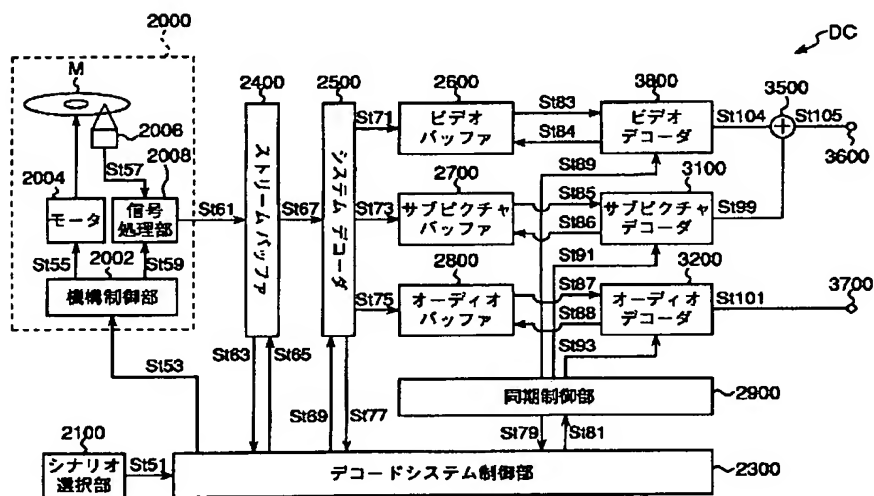 DC
2000
M
2006
2008
St57
2004
モータ
信号
処理部
St61
St55
2002
St59
機構制御部
St53
2100
シナリオ
選択部
St51
2400
ストリームバッファ
St67
St63
St65
2500
システムデコーダ
St71
St73
St75
St69
St77
2600
ビデオ
バッファ
St83
St84
3800
ビデオ
デコーダ
St104
3500
St105
3600
St89
2700
サブピクチャ
バッファ
St85
St86
3100
サブピクチャ
デコーダ
St99
St91
2800
オーディオ
バッファ
St87
St88
3200
オーディオ
デコーダ
St101
3700
St93
同期制御部
2900
St79
St81
デコードシステム制御部
2300